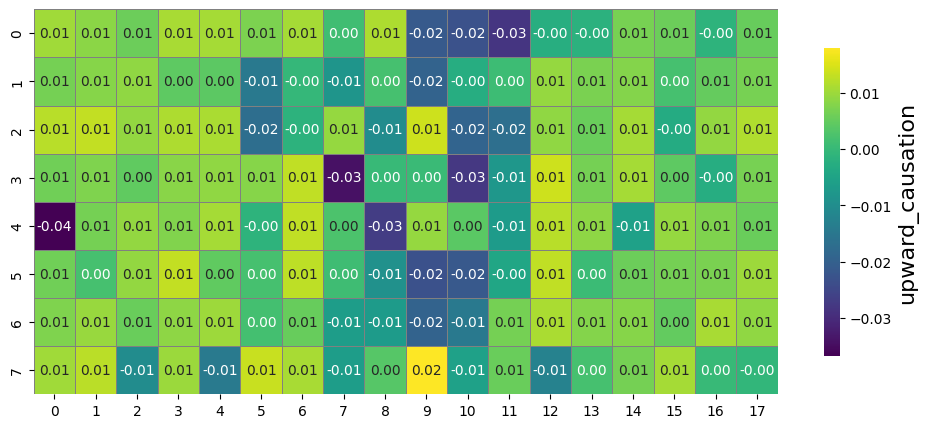 0 0.01 0.01 0.01 0.01 0.01 0.01 0.01 0.00 0.01 -0.02 -0.02 -0.03 -0.00 -0.00 0.01 0.01 -0.00 0.01
1 0.01 0.01 0.01 0.00 0.00 -0.01 -0.00 -0.01 0.00 -0.02 -0.00 0.00 0.01 0.01 0.01 0.00 0.01 0.01
2 0.01 0.01 0.01 0.01 0.01 -0.02 -0.00 0.01 -0.01 0.01 -0.02 -0.02 0.01 0.01 0.01 -0.00 0.01 0.01
3 0.01 0.01 0.00 0.01 0.01 0.01 0.01 -0.03 0.00 0.00 -0.03 -0.01 0.01 0.01 0.01 0.00 -0.00 0.01
4 -0.04 0.01 0.01 0.01 0.01 -0.00 0.01 0.00 -0.03 0.01 0.00 -0.01 0.01 0.01 -0.01 0.01 0.01 0.01
5 0.01 0.00 0.01 0.01 0.00 0.00 0.01 0.00 -0.01 -0.02 -0.02 -0.00 0.01 0.00 0.01 0.01 0.01 0.01
6 0.01 0.01 0.01 0.01 0.01 0.00 0.01 -0.01 -0.01 -0.02 -0.01 0.01 0.01 0.01 0.01 0.00 0.01 0.01
7 0.01 0.01 -0.01 0.01 -0.01 0.01 0.01 -0.01 0.00 0.02 -0.01 0.01 -0.01 0.00 0.01 0.01 0.00 -0.00
0 1 2 3 4 5 6 7 8 9 10 11 12 13 14 15 16 17
0.01
0.00
−0.01
−0.02
−0.03
upward_causation